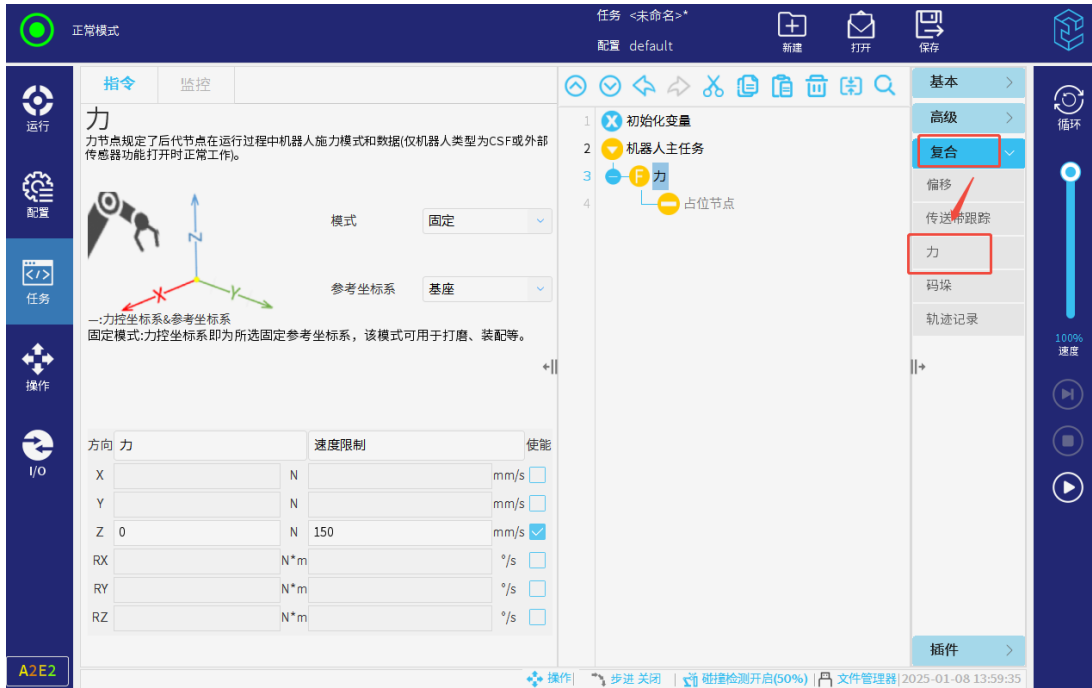 正常模式
任务 <未命名>*
配置 default
新建
打开
保存
运行
配置
任务
操作
I/O
A2E2
指令
监控
力
力节点规定了后代节点在运行过程中机器人施力模式和数据(仅机器人类型为CSF或外部
传感器功能打开时正常工作)。
Z
X
Y
模式
固定
参考坐标系
基座
—:力控坐标系&参考坐标系
固定模式:力控坐标系即为所选固定参考坐标系，该模式可用于打磨、装配等。
方向 力 速度限制 使能
X N mm/s
Y N mm/s
Z 0 N 150 mm/s
RX N*m °/s
RY N*m °/s
RZ N*m °/s
1 X 初始化变量
2 机器人主任务
3 F 力
4 占位节点
基本
高级
复合
偏移
传送带跟踪
力
码垛
轨迹记录
插件
循环
100%
速度
操作 步进 关闭 碰撞检测开启(50%) 文件管理器 2025-01-08 13:59:35